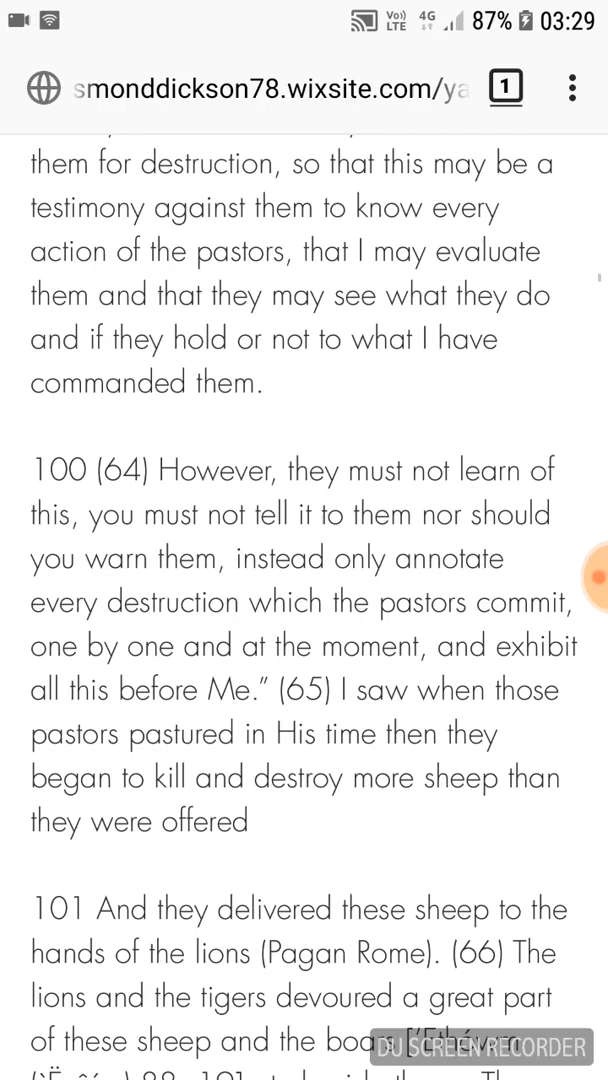 Vo))
LTE
4G
87%
03:29
smonddickson78.wixsite.com/ya
1
them for destruction, so that this may be a
testimony against them to know every
action of the pastors, that I may evaluate
them and that they may see what they do
and if they hold or not to what I have
commanded them.
100 (64) However, they must not learn of
this, you must not tell it to them nor should
you warn them, instead only annotate
every destruction which the pastors commit,
one by one and at the moment, and exhibit
all this before Me.” (65) I saw when those
pastors pastured in His time then they
began to kill and destroy more sheep than
they were offered
101 And they delivered these sheep to the
hands of the lions (Pagan Rome). (66) The
lions and the tigers devoured a great part
of these sheep and the boa
DU SCREEN RECORDER